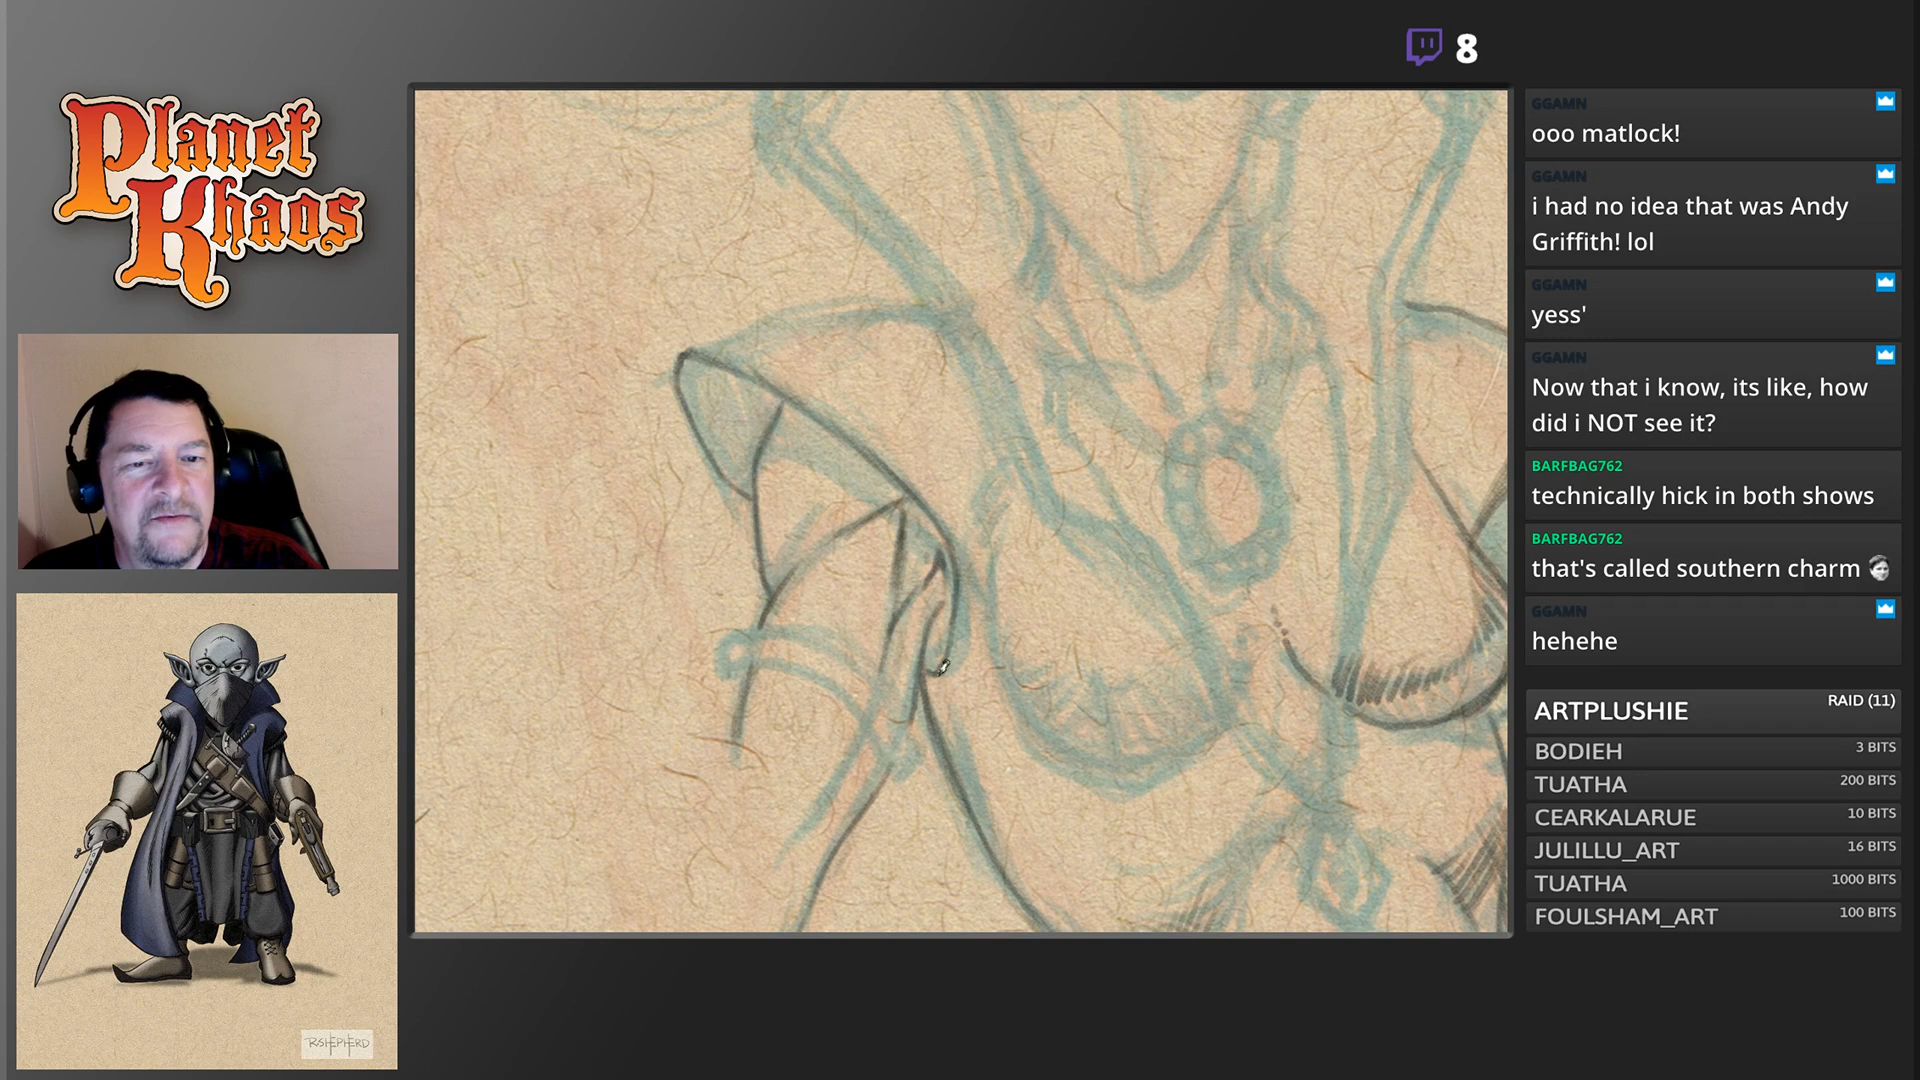 8
Planet
Khaos
GGAMN
ooo matlock!
GGAMN
i had no idea that was Andy
Griffith! lol
GGAMN
yess'
GGAMN
Now that i know, its like, how
did i NOT see it?
BARFBAG762
technically hick in both shows
BARFBAG762
that's called southern charm
GGAMN
hehehe
ARTPLUSHIE RAID (11)
BODIEH 3 BITS
TUATHA 200 BITS
CEARKALARUE 10 BITS
JULILLU_ART 16 BITS
TUATHA 1000 BITS
FOULSHAM_ART 100 BITS
R.SHEPHERD